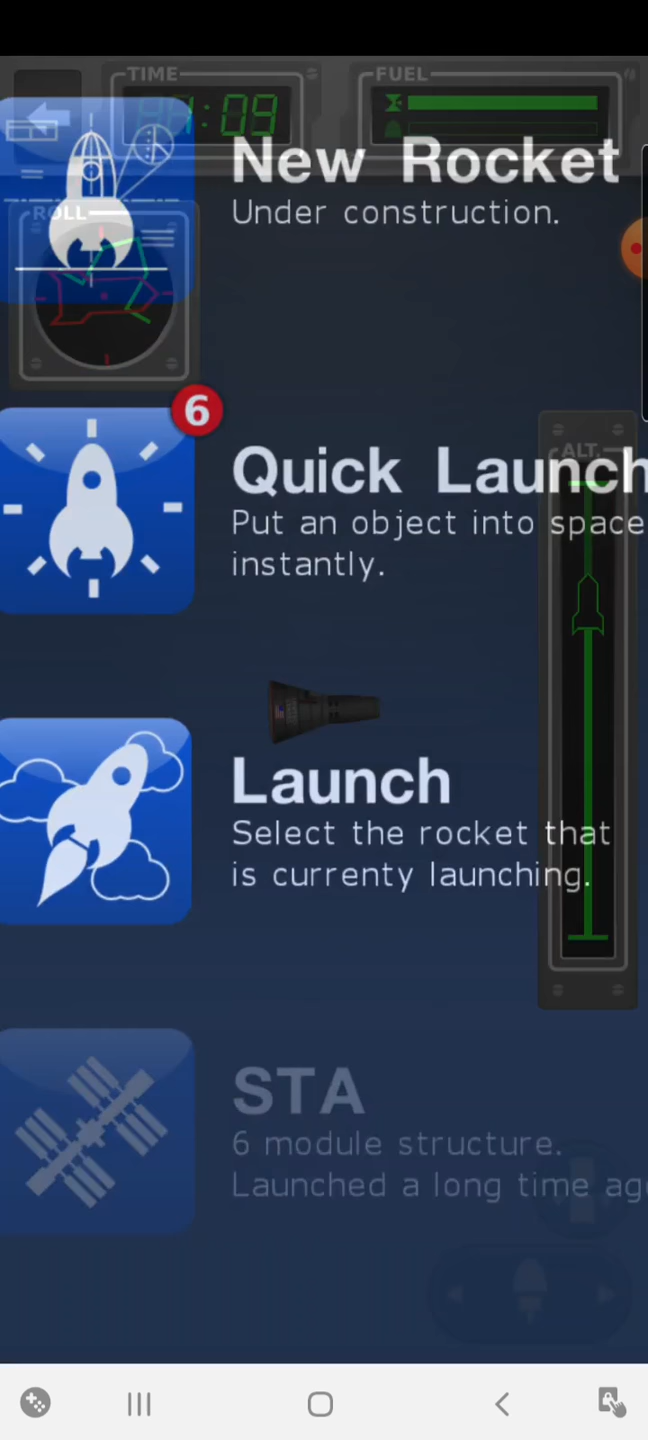 TIME
FUEL
:09
New Rocket
Under construction.
ROLL
6
Quick Launch
Put an object into space
instantly.
ALT.
Launch
Select the rocket that
is currenty launching.
STA
6 module structure.
Launched a long time ag